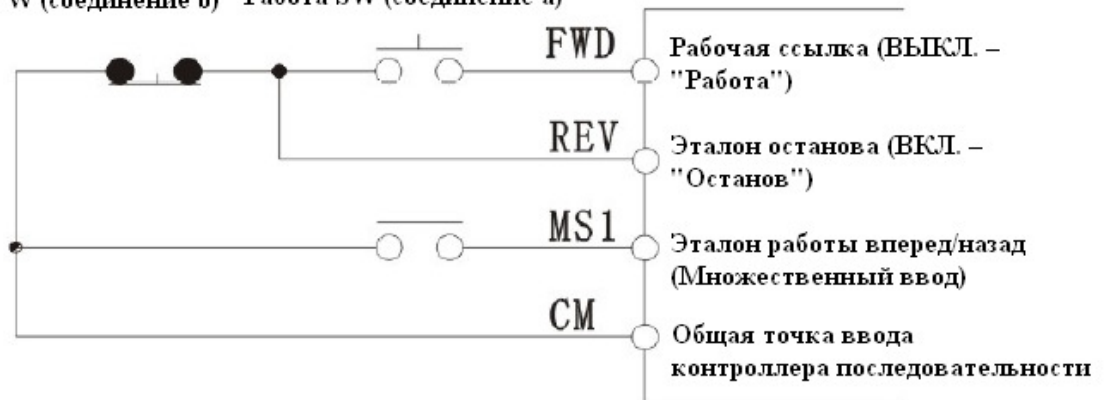 W (соединение b) Работа SW (соединение a)
FWD
Рабочая ссылка (ВЫКЛ. –
"Работа")
REV
Эталон останова (ВКЛ. –
"Останов")
MS1
Эталон работы вперед/назад
(Множественный ввод)
CM
Общая точка ввода
контроллера последовательности